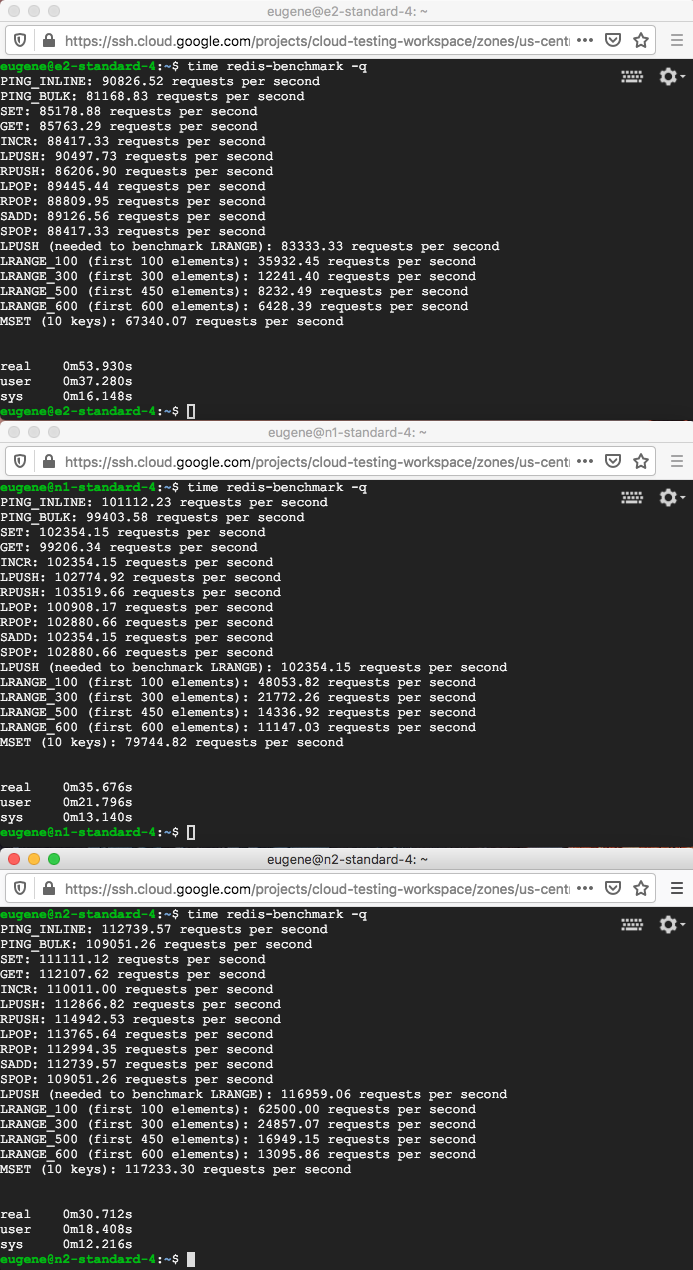 eugene@e2-standard-4: ~
https://ssh.cloud.google.com/projects/cloud-testing-workspace/zones/us-centr
eugene@e2-standard-4:~$ time redis-benchmark -q
PING_INLINE: 90826.52 requests per second
PING_BULK: 81168.83 requests per second
SET: 85178.88 requests per second
GET: 85763.29 requests per second
INCR: 88417.33 requests per second
LPUSH: 90497.73 requests per second
RPUSH: 86206.90 requests per second
LPOP: 89445.44 requests per second
RPOP: 88809.95 requests per second
SADD: 89126.56 requests per second
SPOP: 88417.33 requests per second
LPUSH (needed to benchmark LRANGE): 83333.33 requests per second
LRANGE_100 (first 100 elements): 35932.45 requests per second
LRANGE_300 (first 300 elements): 12241.40 requests per second
LRANGE_500 (first 450 elements): 8232.49 requests per second
LRANGE_600 (first 600 elements): 6428.39 requests per second
MSET (10 keys): 67340.07 requests per second
real 0m53.930s
user 0m37.280s
sys 0m16.148s
eugene@e2-standard-4:~$
eugene@n1-standard-4: ~
https://ssh.cloud.google.com/projects/cloud-testing-workspace/zones/us-centr
eugene@n1-standard-4:~$ time redis-benchmark -q
PING_INLINE: 101112.23 requests per second
PING_BULK: 99403.58 requests per second
SET: 102354.15 requests per second
GET: 99206.34 requests per second
INCR: 102354.15 requests per second
LPUSH: 102774.92 requests per second
RPUSH: 103519.66 requests per second
LPOP: 100908.17 requests per second
RPOP: 102880.66 requests per second
SADD: 102354.15 requests per second
SPOP: 102880.66 requests per second
LPUSH (needed to benchmark LRANGE): 102354.15 requests per second
LRANGE_100 (first 100 elements): 48053.82 requests per second
LRANGE_300 (first 300 elements): 21772.26 requests per second
LRANGE_500 (first 450 elements): 14336.92 requests per second
LRANGE_600 (first 600 elements): 11147.03 requests per second
MSET (10 keys): 79744.82 requests per second
real 0m35.676s
user 0m21.796s
sys 0m13.140s
eugene@n1-standard-4:~$
eugene@n2-standard-4: ~
https://ssh.cloud.google.com/projects/cloud-testing-workspace/zones/us-centr
eugene@n2-standard-4:~$ time redis-benchmark -q
PING_INLINE: 112739.57 requests per second
PING_BULK: 109051.26 requests per second
SET: 111111.12 requests per second
GET: 112107.62 requests per second
INCR: 110011.00 requests per second
LPUSH: 112866.82 requests per second
RPUSH: 114942.53 requests per second
LPOP: 113765.64 requests per second
RPOP: 112994.35 requests per second
SADD: 112739.57 requests per second
SPOP: 109051.26 requests per second
LPUSH (needed to benchmark LRANGE): 116959.06 requests per second
LRANGE_100 (first 100 elements): 62500.00 requests per second
LRANGE_300 (first 300 elements): 24857.07 requests per second
LRANGE_500 (first 450 elements): 16949.15 requests per second
LRANGE_600 (first 600 elements): 13095.86 requests per second
MSET (10 keys): 117233.30 requests per second
real 0m30.712s
user 0m18.408s
sys 0m12.216s
eugene@n2-standard-4:~$